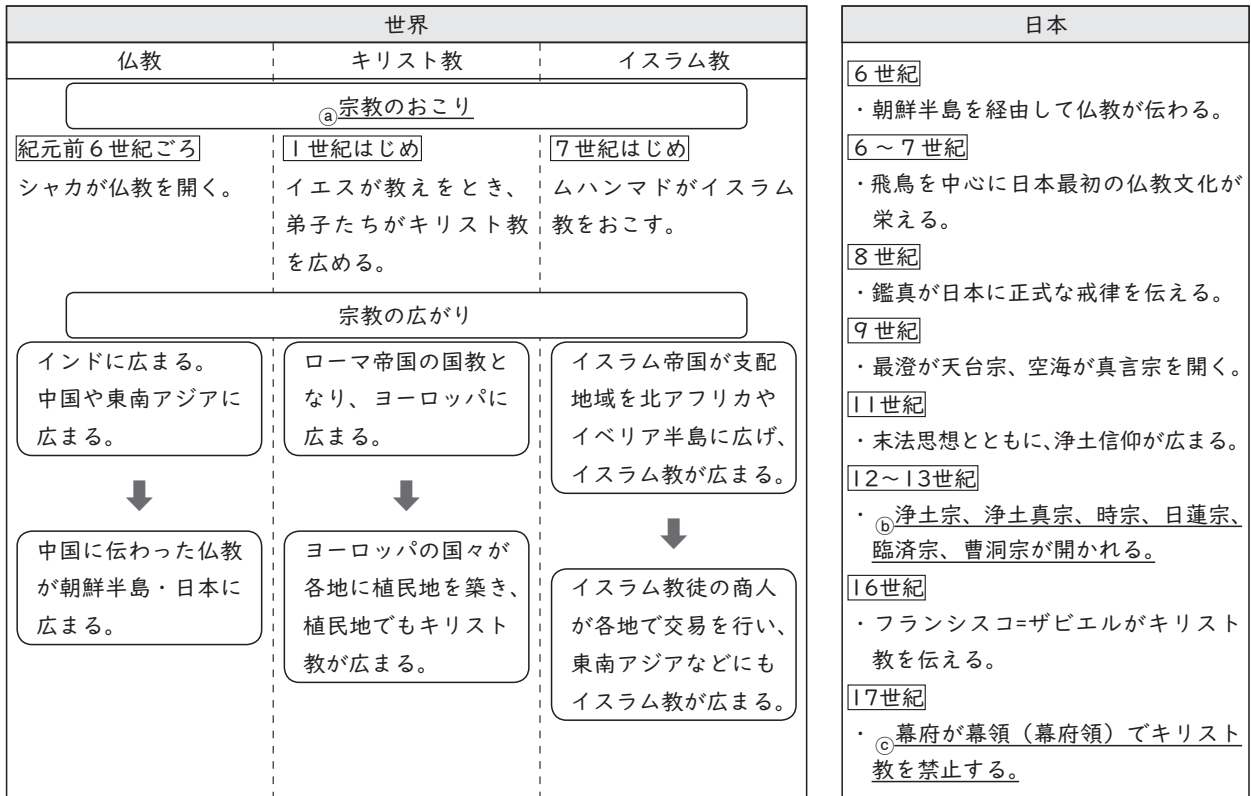 世界
仏教
キリスト教
イスラム教
ⓐ宗教のおこり
紀元前6世紀ごろ
シャカが仏教を開く。
1世紀はじめ
イエスが教えをとき、
弟子たちがキリスト教
を広める。
7世紀はじめ
ムハンマドがイスラム
教をおこす。
宗教の広がり
インドに広まる。
中国や東南アジアに
広まる。
中国に伝わった仏教
が朝鮮半島・日本に
広まる。
ローマ帝国の国教と
なり、ヨーロッパに
広まる。
ヨーロッパの国々が
各地に植民地を築き、
植民地でもキリスト
教が広まる。
イスラム帝国が支配
地域を北アフリカや
イベリア半島に広げ、
イスラム教が広まる。
イスラム教徒の商人
が各地で交易を行い、
東南アジアなどにも
イスラム教が広まる。
日本
6世紀
・朝鮮半島を経由して仏教が伝わる。
6～7世紀
・飛鳥を中心に日本最初の仏教文化が
栄える。
8世紀
・鑑真が日本に正式な戒律を伝える。
9世紀
・最澄が天台宗、空海が真言宗を開く。
11世紀
・末法思想とともに、浄土信仰が広まる。
12～13世紀
・ⓑ浄土宗、浄土真宗、時宗、日蓮宗、
臨済宗、曹洞宗が開かれる。
16世紀
・フランシスコ=ザビエルがキリスト
教を伝える。
17世紀
・ⓒ幕府が幕領（幕府領）でキリスト
教を禁止する。